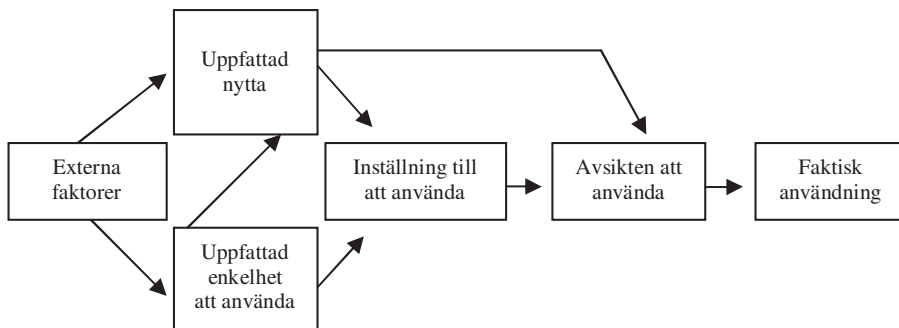 Uppfattad
nytta
Externa
faktorer
Inställning till
att använda
Avsikten att
använda
Faktisk
användning
Uppfattad
enkelhet
att använda